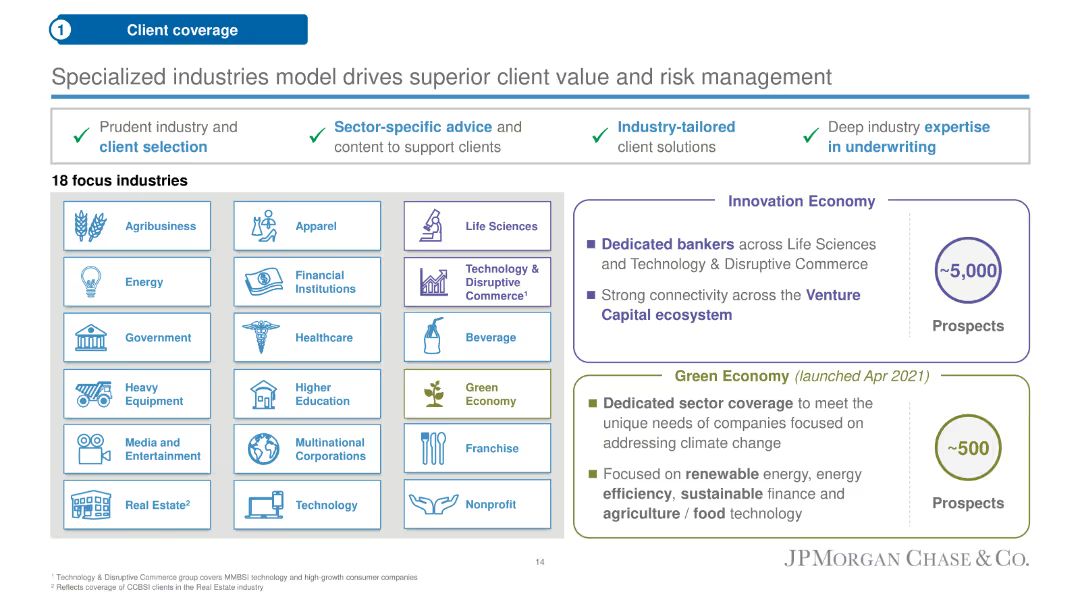 1
Client coverage
Specialized industries model drives superior client value and risk management
Prudent industry and
client selection
Sector-specific advice and
content to support clients
Industry-tailored
client solutions
Deep industry expertise
in underwriting
18 focus industries
Agribusiness
Apparel
Life Sciences
Energy
Financial
Institutions
Technology &
Disruptive
Commerce¹
Government
Healthcare
Beverage
Heavy
Equipment
Higher
Education
Green
Economy
Media and
Entertainment
Multinational
Corporations
Franchise
Real Estate²
Technology
Nonprofit
Innovation Economy
Dedicated bankers across Life Sciences
and Technology & Disruptive Commerce
Strong connectivity across the Venture
Capital ecosystem
~5,000
Prospects
Green Economy (launched Apr 2021)
Dedicated sector coverage to meet the
unique needs of companies focused on
addressing climate change
Focused on renewable energy, energy
efficiency, sustainable finance and
agriculture / food technology
~500
Prospects
14
JPMORGAN CHASE & CO.
¹ Technology & Disruptive Commerce group covers MMBSI technology and high-growth consumer companies
² Reflects coverage of CCBSI clients in the Real Estate industry